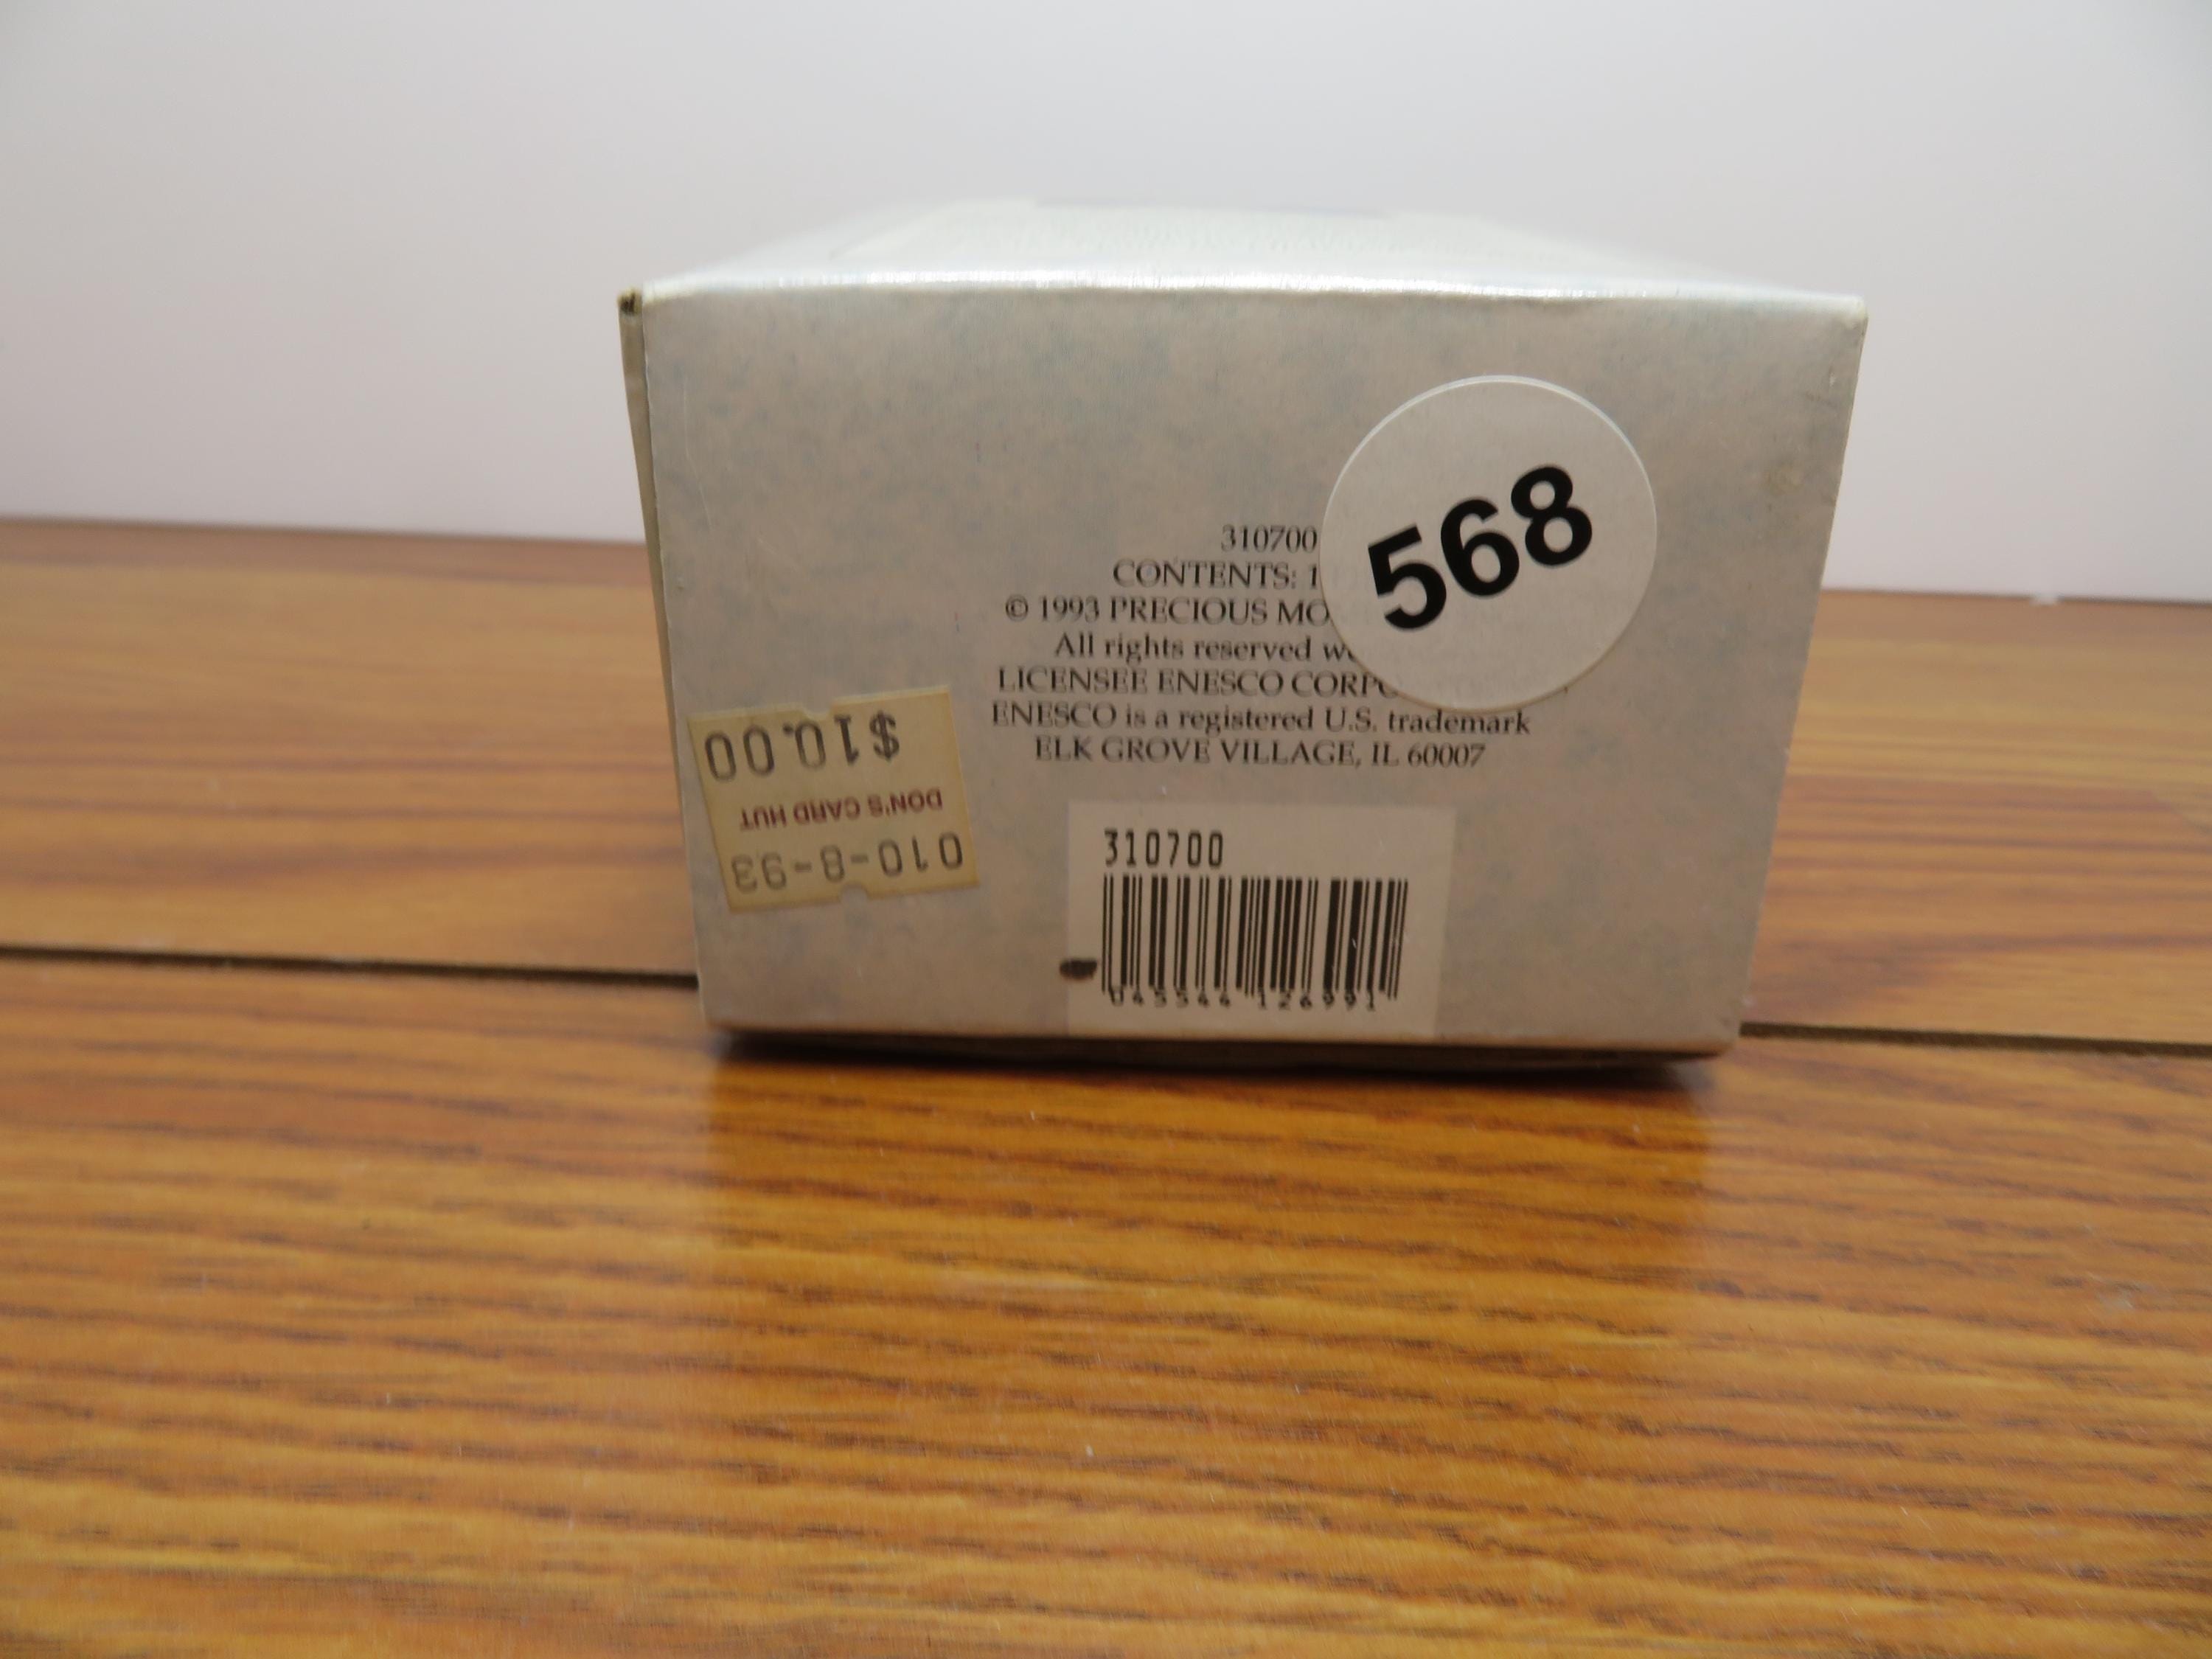 310700
CONTENTS: 1
© 1993 PRECIOUS MO
All rights reserved
LICENSEE ENESCO
ENESCO is a registered U.S. trademark
ELK GROVE VILLAGE, IL 60007
568
010-8-93
DON'S CARD HUT
$10.00
310700
045544 126991